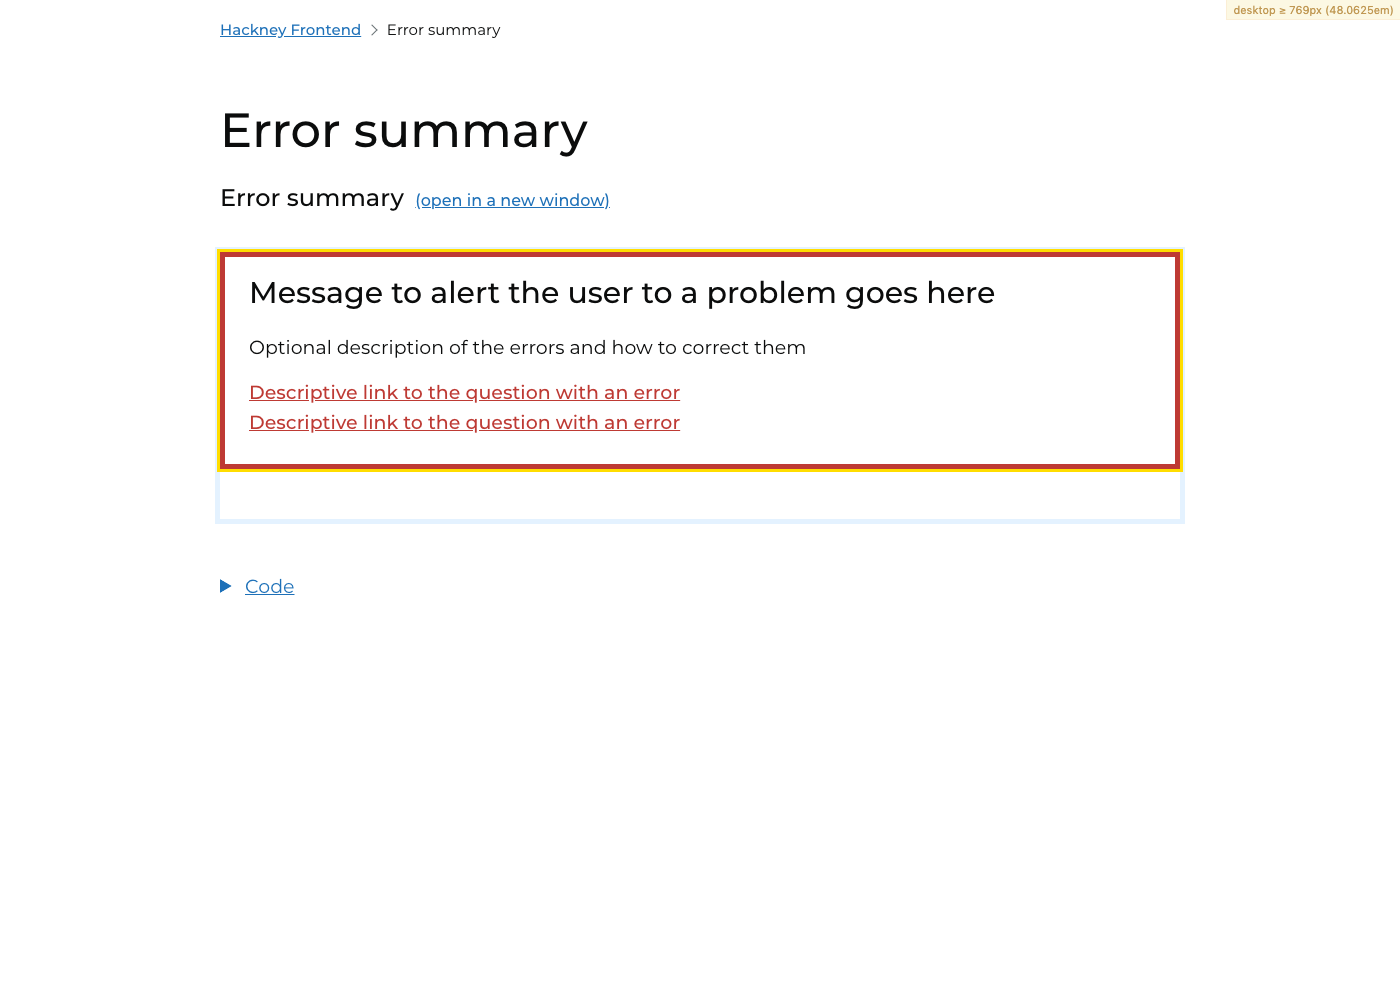 desktop ≥ 769px (48.0625em)
Hackney Frontend > Error summary
Error summary
Error summary (open in a new window)
Message to alert the user to a problem goes here
Optional description of the errors and how to correct them
Descriptive link to the question with an error
Descriptive link to the question with an error
Code